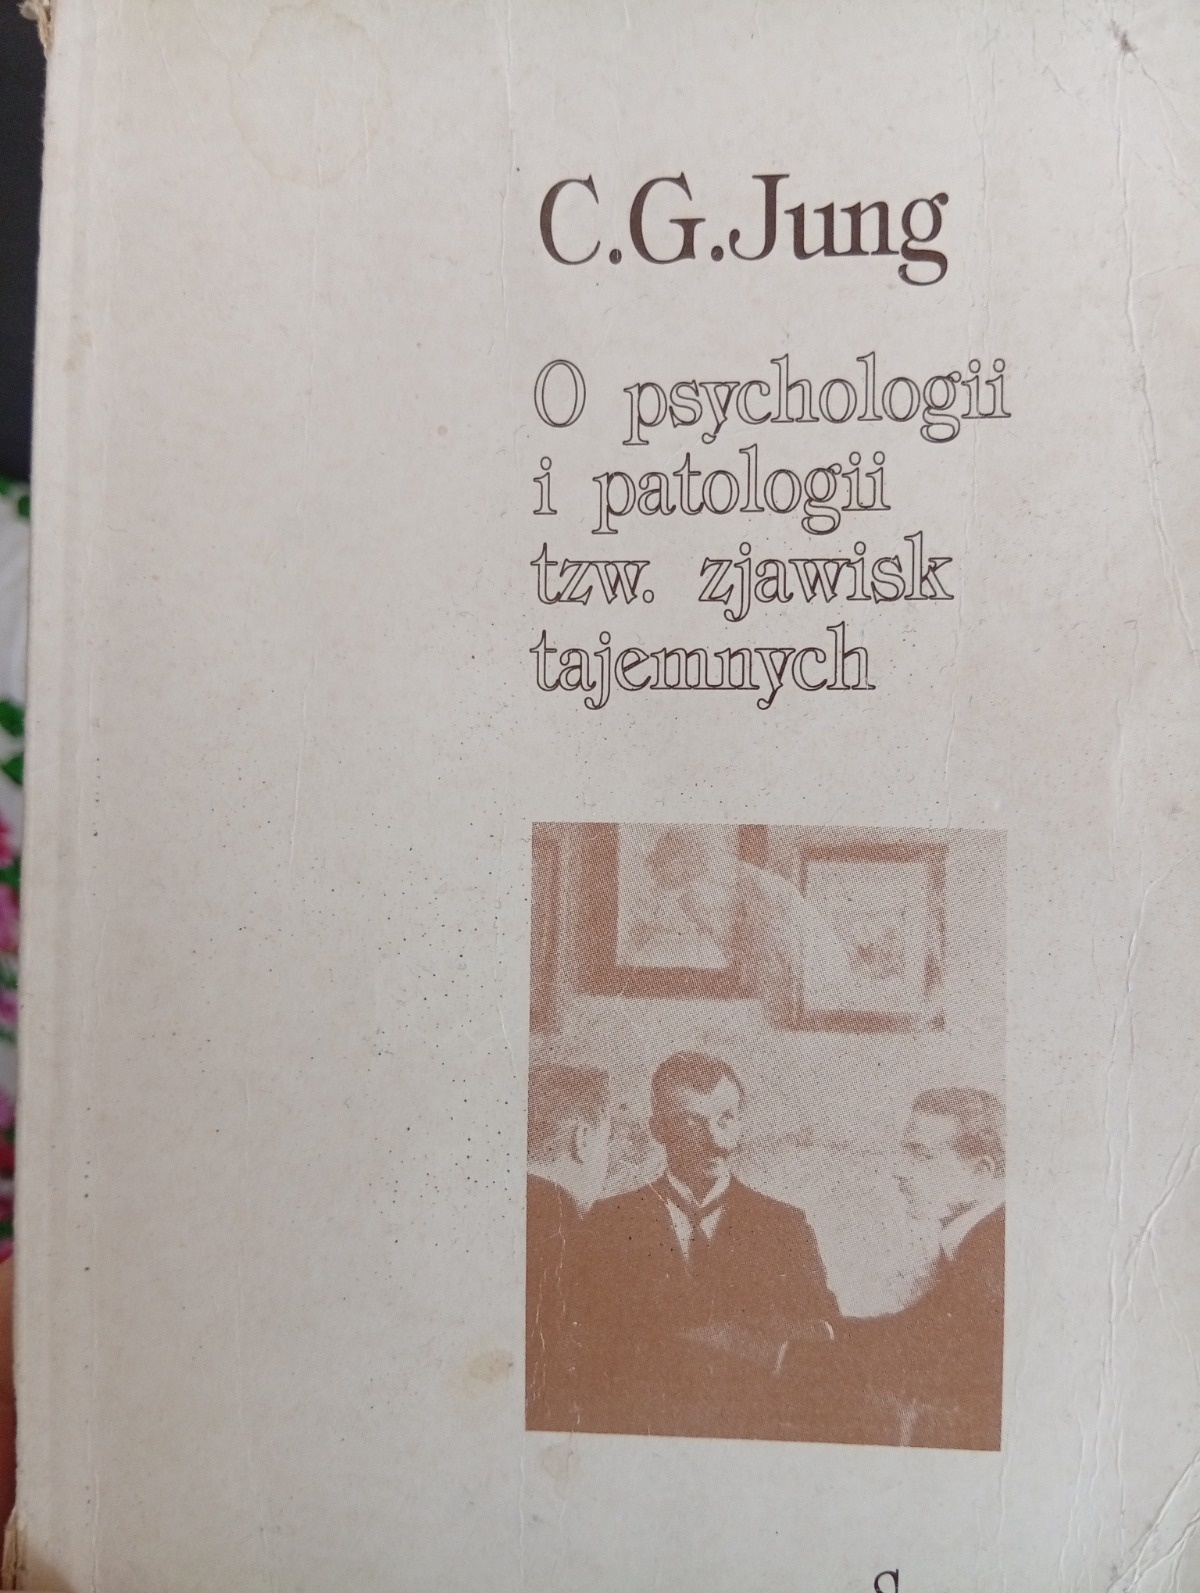 C.G.Jung
O psychologii
i patologii
tzw. zjawisk
tajemnych